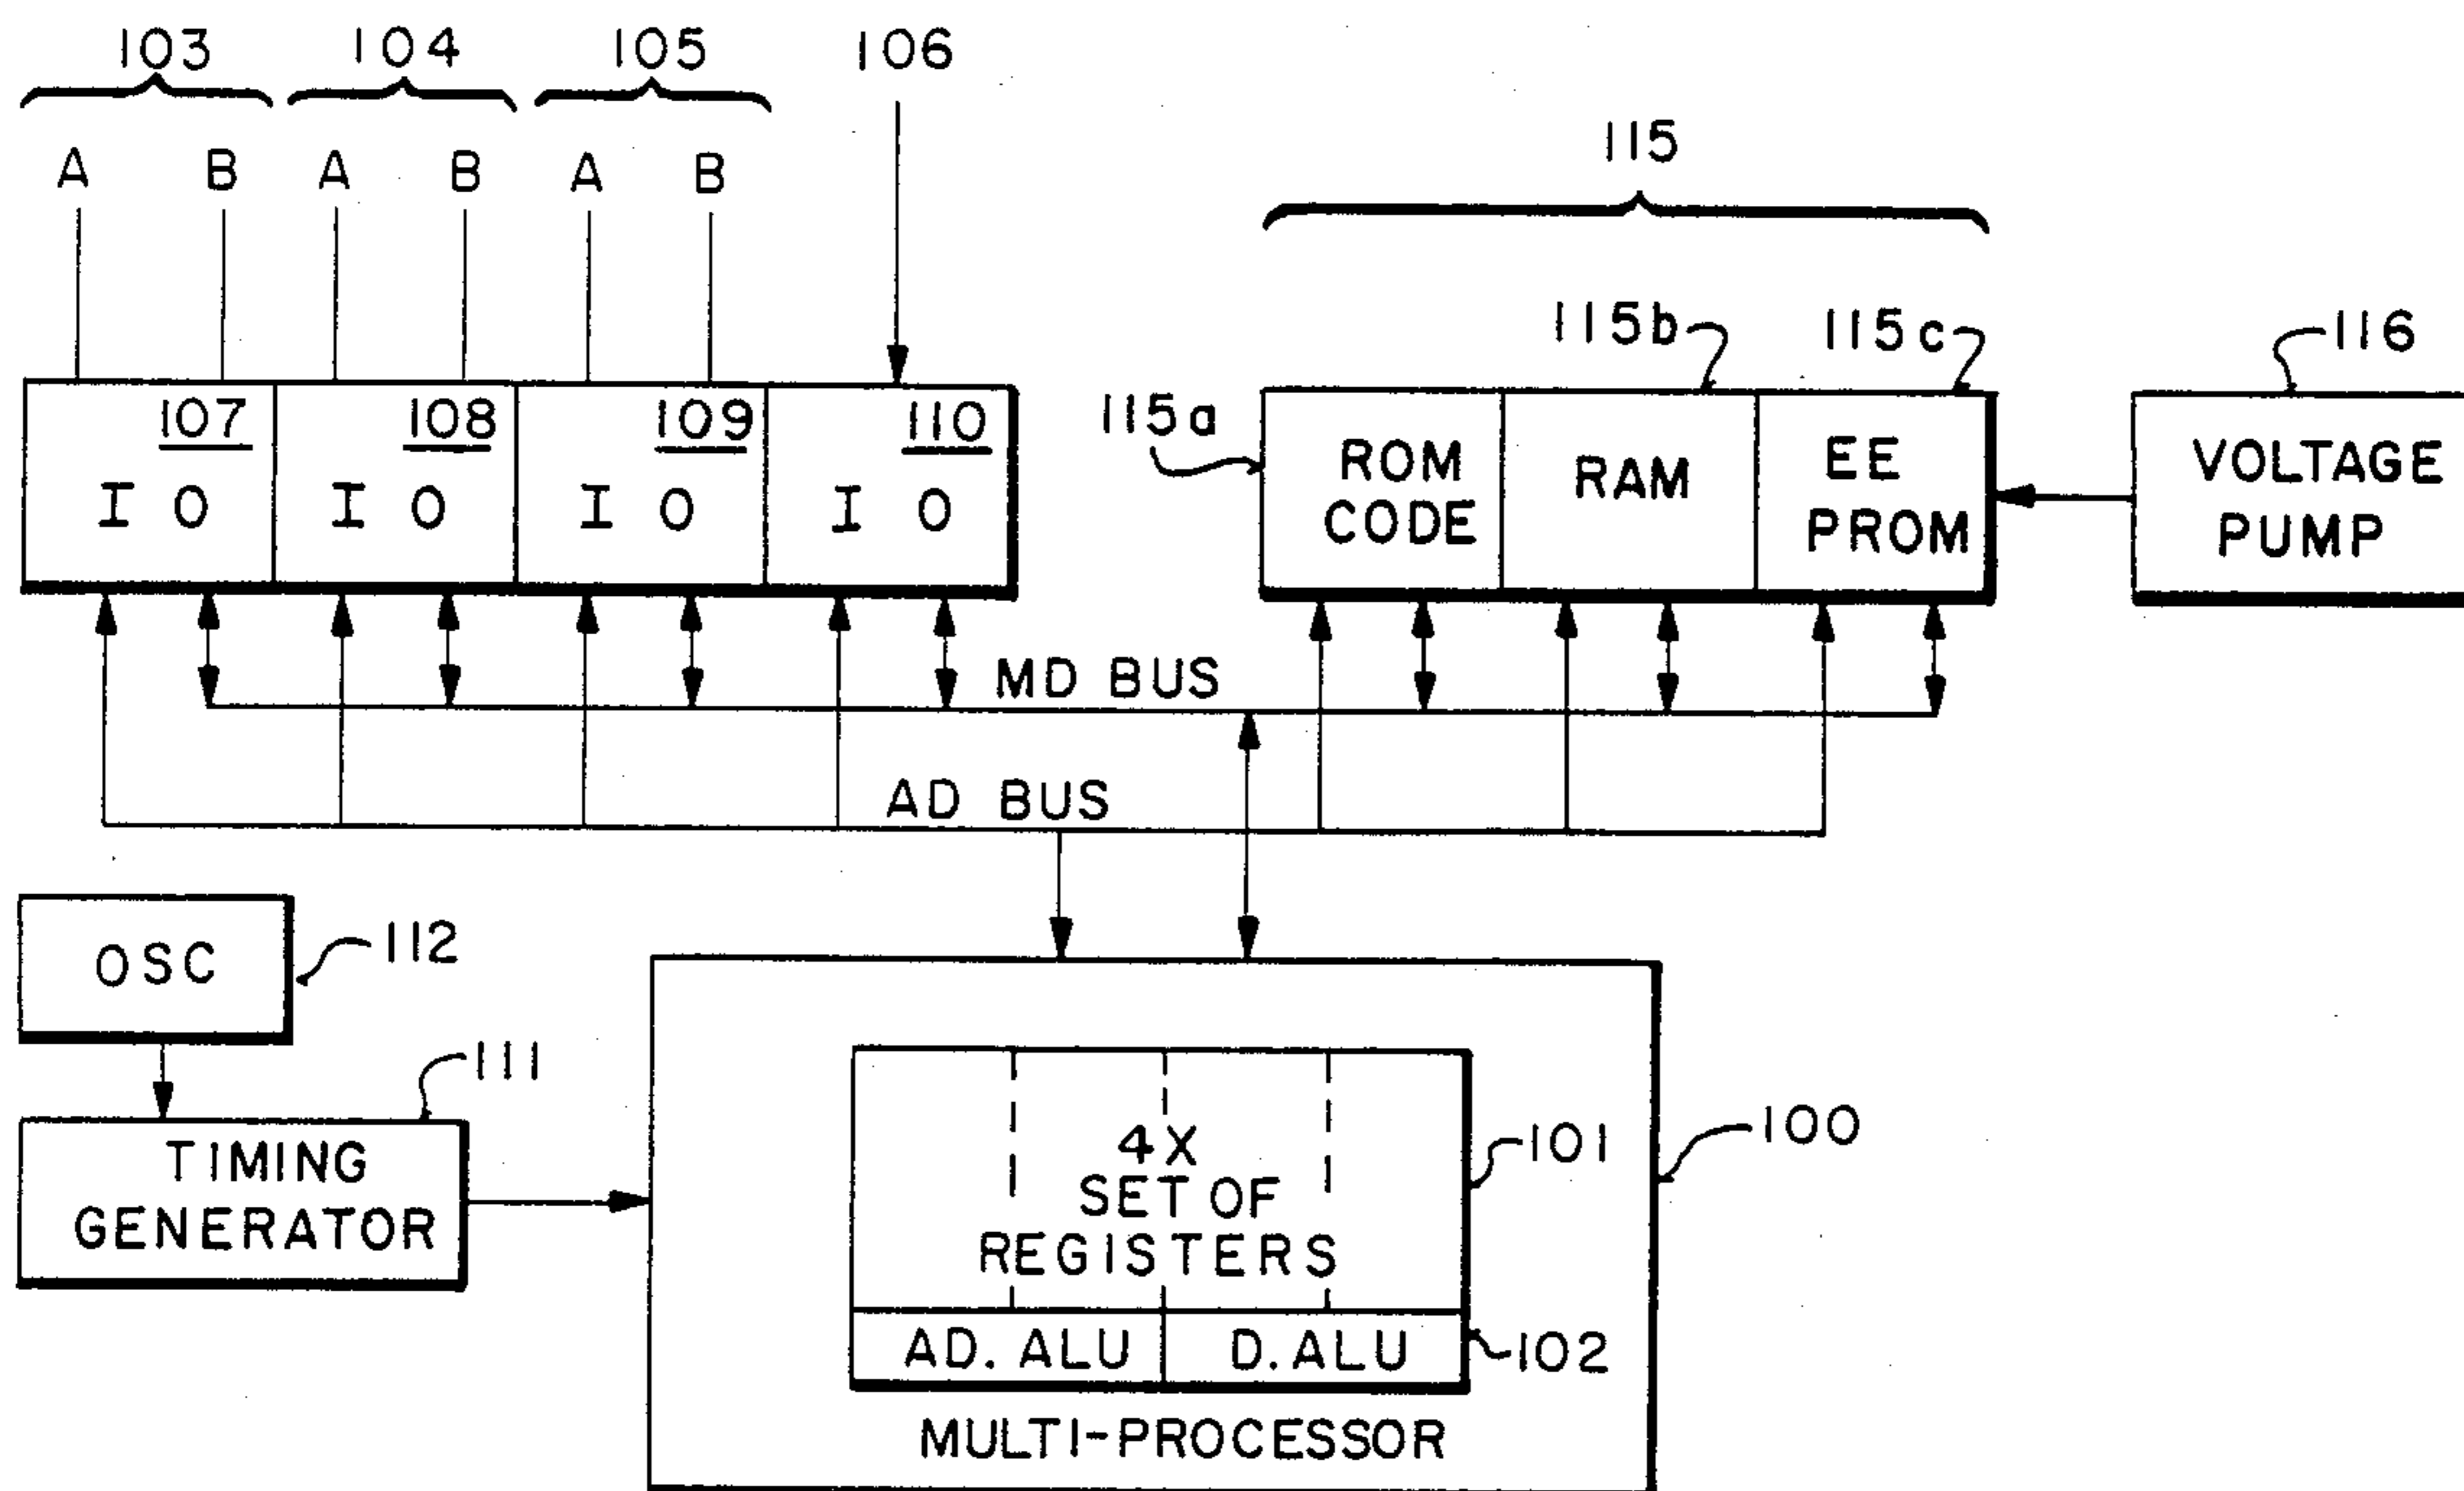 103 104 105 106
115
A B A B A B
115b 115c 116
115a
107 108 109 110
I O I O I O I O
ROM
CODE
RAM
EE
PROM
VOLTAGE
PUMP
MD BUS
AD BUS
OSC
112
111
TIMING
GENERATOR
4X
SET OF
REGISTERS
101
100
AD. ALU D. ALU
102
MULTI-PROCESSOR